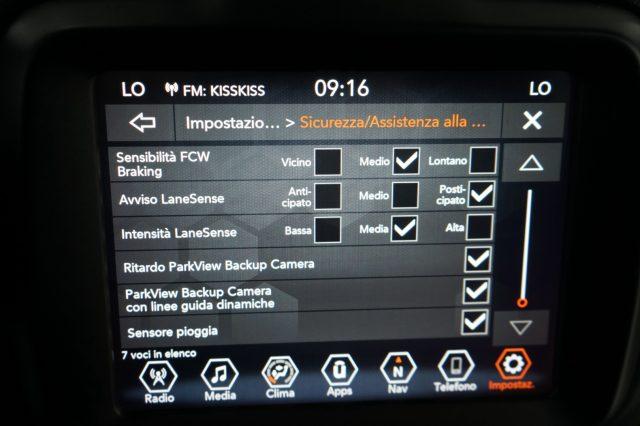 LO FM: KISSKISS 09:16 LO
Impostazio... > Sicurezza/Assistenza alla ...
Sensibilità FCW
Braking
Vicino Medio Lontano
Avviso LaneSense
Anti-
cipato
Medio
Posti-
cipato
Intensità LaneSense Bassa Media Alta
Ritardo ParkView Backup Camera
ParkView Backup Camera
con linee guida dinamiche
Sensore pioggia
7 voci in elenco
N
Radio Media Clima Apps Nav Telefono Impostaz.